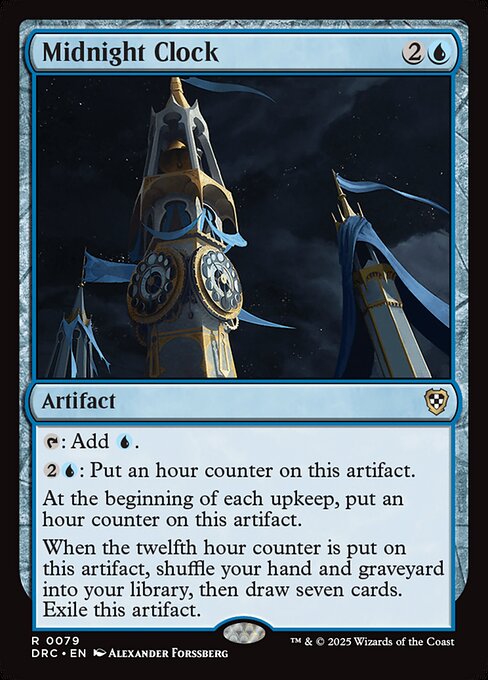 Midnight Clock 2
Artifact
: Add .
2: Put an hour counter on this artifact.
At the beginning of each upkeep, put an
hour counter on this artifact.
When the twelfth hour counter is put on
this artifact, shuffle your hand and graveyard
into your library, then draw seven cards.
Exile this artifact.
R 0079
DRC • EN Alexander Forssberg
™ & © 2025 Wizards of the Coast